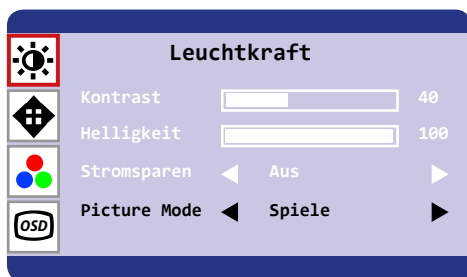 Leuchtkraft
Kontrast 40
Helligkeit 100
Stromsparen Aus
Picture Mode Spiele
OSD